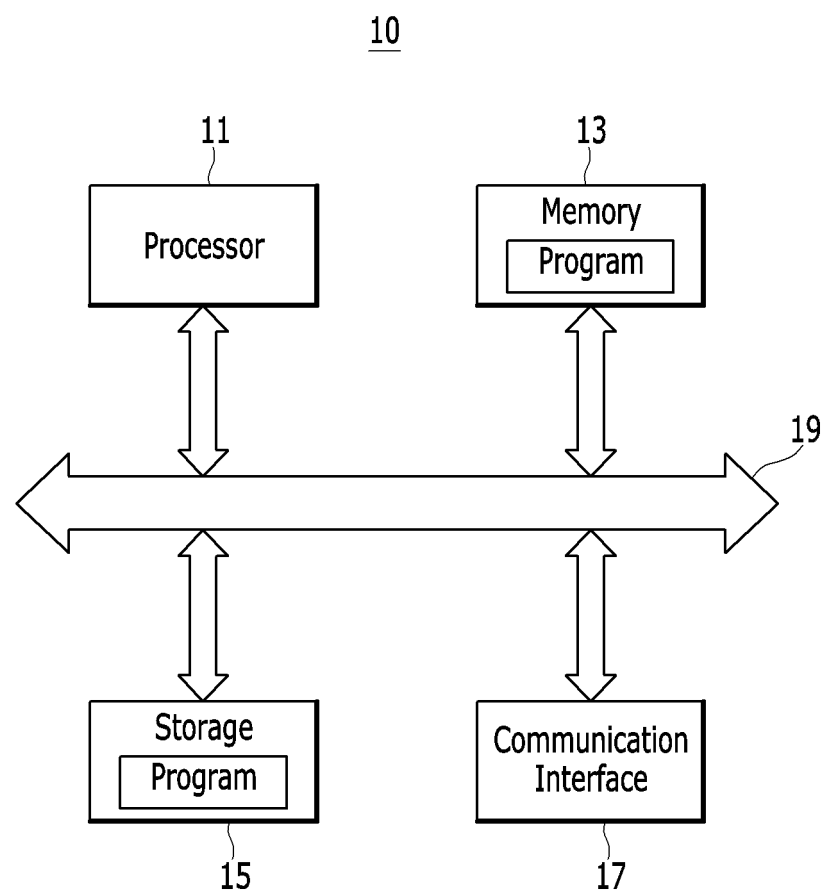 10
11
13
Processor
Memory
Program
19
Storage
Program
Communication
Interface
15
17